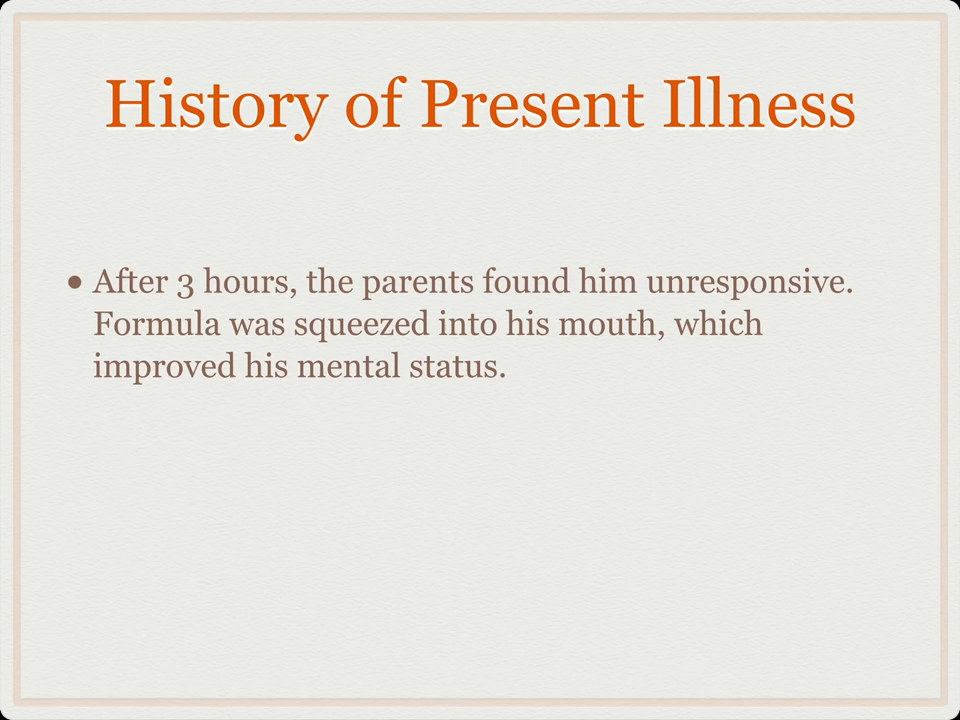 History of Present Illness
• After 3 hours, the parents found him unresponsive.
Formula was squeezed into his mouth, which
improved his mental status.